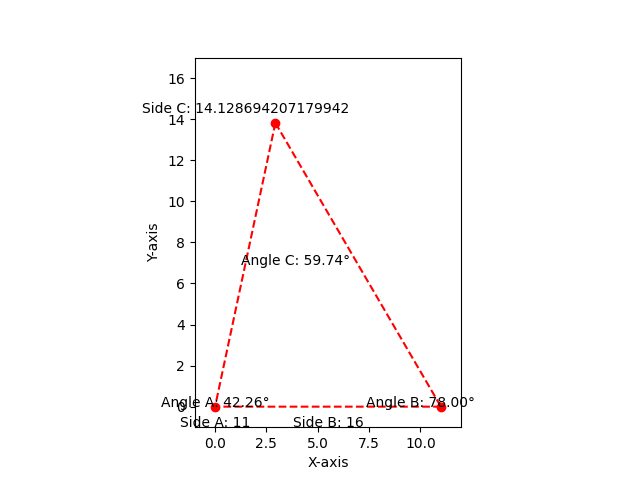 Side C: 14.128694207179942
Angle C: 59.74°
Angle A: 42.26°
Angle B: 78.00°
Side A: 11
Side B: 16
16
14
12
10
8
6
4
2
0
Y-axis
0.0 2.5 5.0 7.5 10.0
X-axis